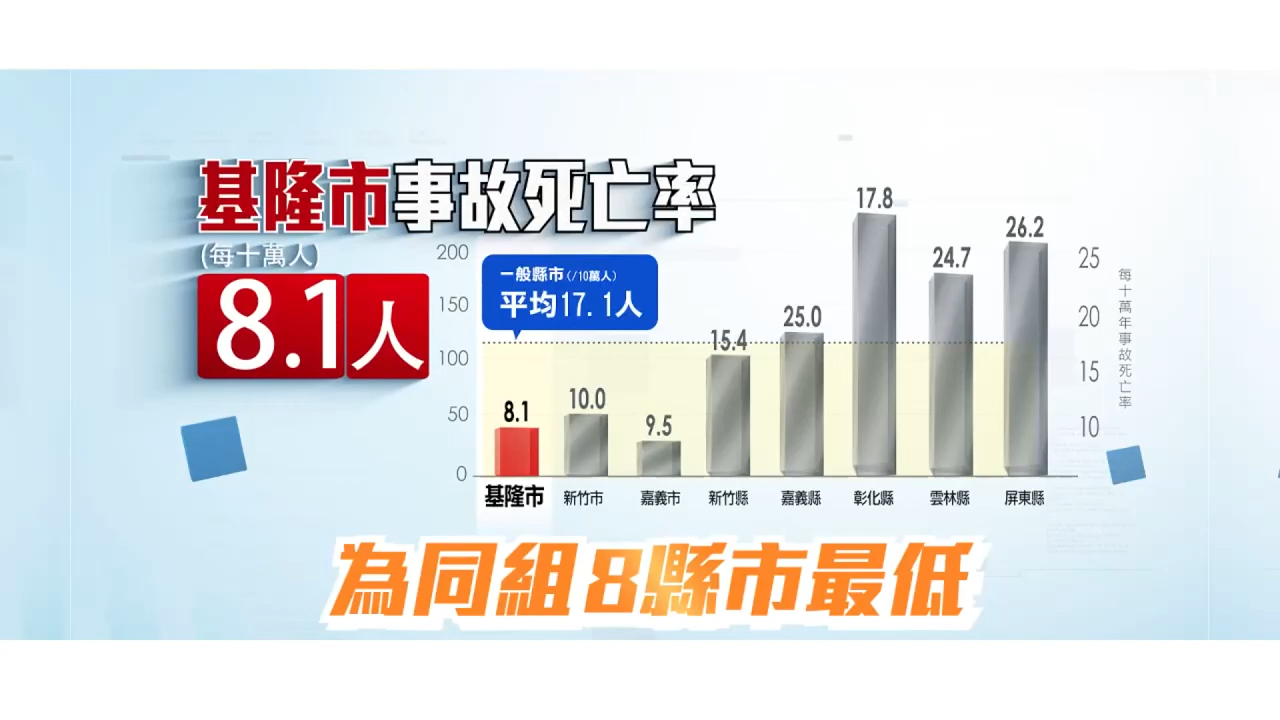 基隆市事故死亡率
(每十萬人)
8.1人
200
150
100
50
0
一般縣市(/10萬人)
平均17.1人
8.1
10.0
9.5
15.4
25.0
17.8
24.7
26.2
基隆市
新竹市
嘉義市
新竹縣
嘉義縣
彰化縣
雲林縣
屏東縣
25
20
15
10
每十萬年事故死亡率
為同組8縣市最低